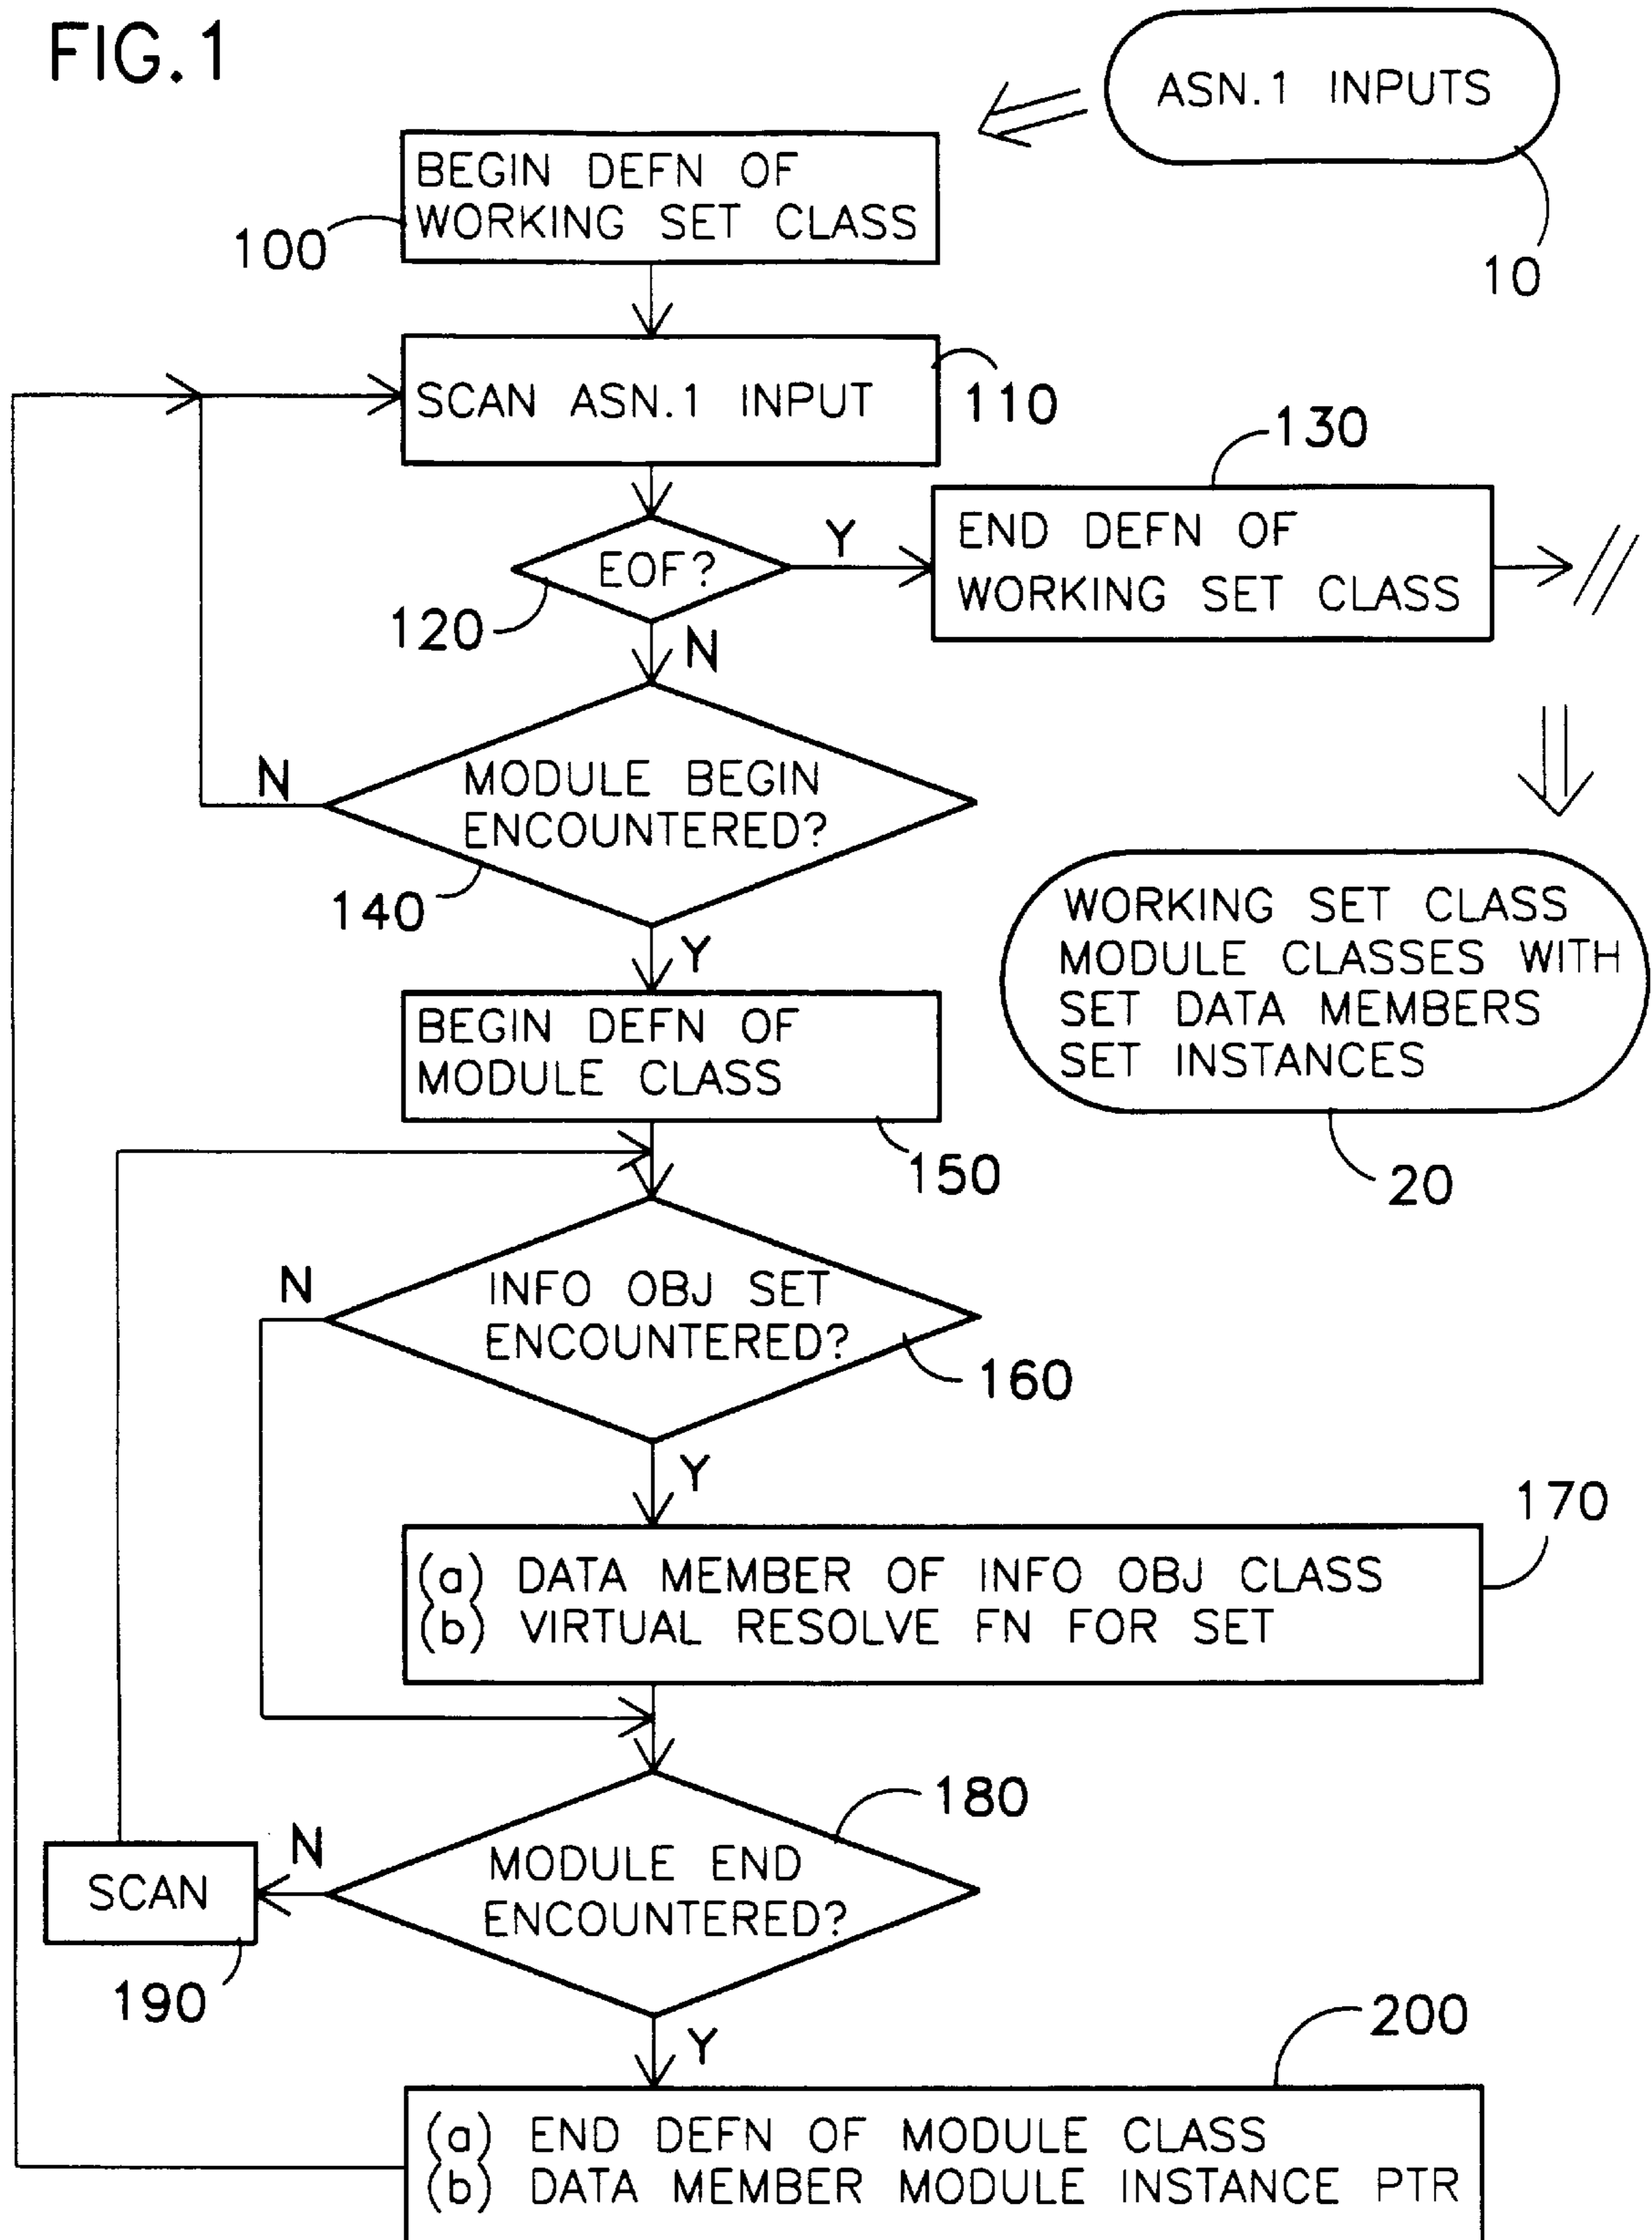 FIG.1
ASN.1 INPUTS
10
BEGIN DEFN OF
WORKING SET CLASS
100
SCAN ASN.1 INPUT
110
130
EOF?
Y
END DEFN OF
WORKING SET CLASS
120
N
MODULE BEGIN
ENCOUNTERED?
N
140
Y
WORKING SET CLASS
MODULE CLASSES WITH
SET DATA MEMBERS
SET INSTANCES
20
BEGIN DEFN OF
MODULE CLASS
150
INFO OBJ SET
ENCOUNTERED?
N
160
Y
170
(a) DATA MEMBER OF INFO OBJ CLASS
(b) VIRTUAL RESOLVE FN FOR SET
180
MODULE END
ENCOUNTERED?
N
SCAN
190
Y
200
(a) END DEFN OF MODULE CLASS
(b) DATA MEMBER MODULE INSTANCE PTR